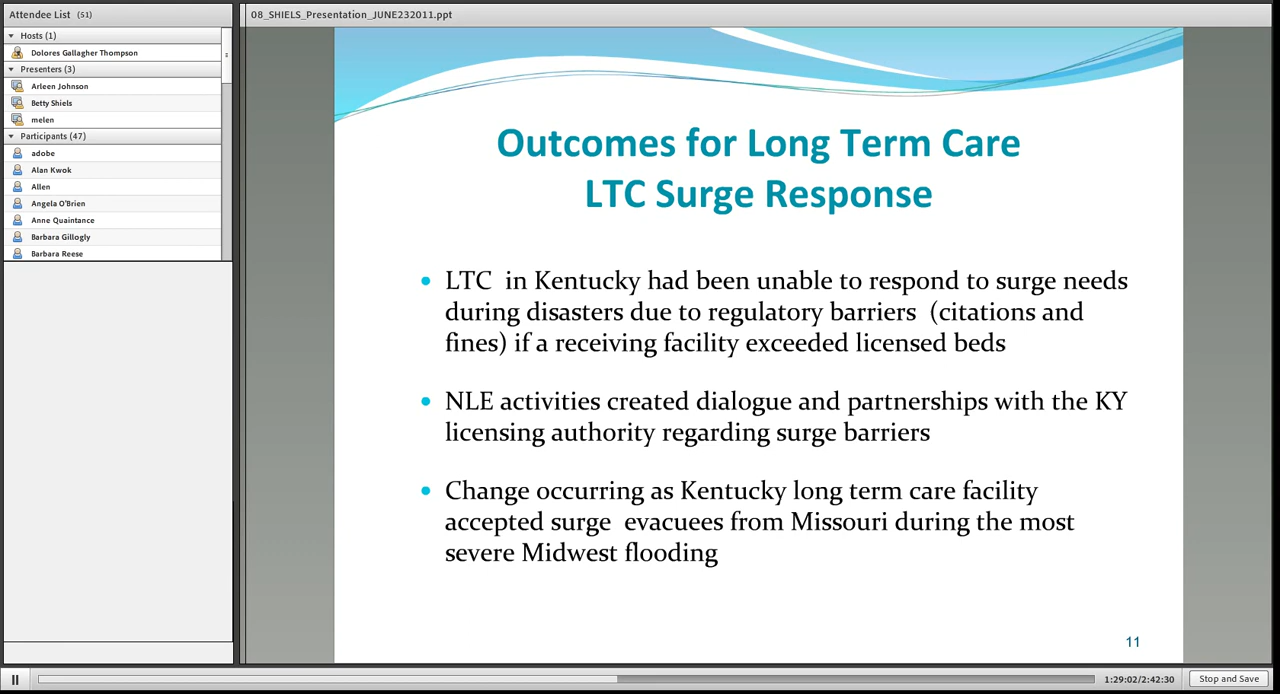 Attendee List (51)
Hosts (1)
Dolores Gallagher Thompson
Presenters (3)
Arleen Johnson
Betty Shiels
melen
Participants (47)
adobe
Alan Kwok
Allen
Angela O'Brien
Anne Quaintance
Barbara Gillogly
Barbara Reese
08_SHIELS_Presentation_JUNE232011.ppt
Outcomes for Long Term Care
LTC Surge Response
• LTC in Kentucky had been unable to respond to surge needs
during disasters due to regulatory barriers (citations and
fines) if a receiving facility exceeded licensed beds
• NLE activities created dialogue and partnerships with the KY
licensing authority regarding surge barriers
• Change occurring as Kentucky long term care facility
accepted surge evacuees from Missouri during the most
severe Midwest flooding
11
1:29:02/2:42:30
Stop and Save